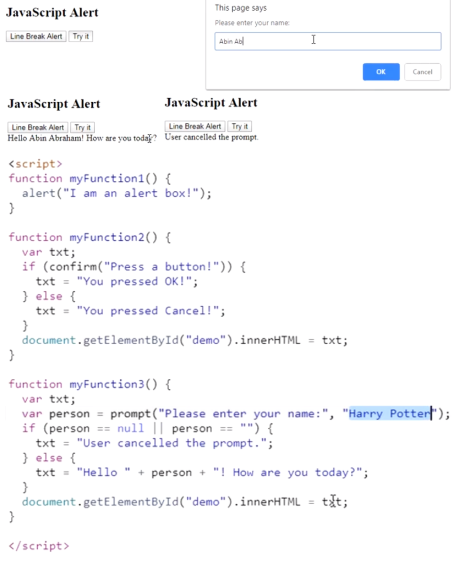 JavaScript Alert
Line Break Alert Try it
This page says
Please enter your name:
Abin Ab
OK Cancel
JavaScript Alert
Line Break Alert Try it
Hello Abin Abraham! How are you today?
JavaScript Alert
Line Break Alert Try it
User cancelled the prompt.
<script>
function myFunction1() {
alert("I am an alert box!");
}
function myFunction2() {
var txt;
if (confirm("Press a button!")) {
txt = "You pressed OK!";
} else {
txt = "You pressed Cancel!";
}
document.getElementById("demo").innerHTML = txt;
}
function myFunction3() {
var txt;
var person = prompt("Please enter your name:", "Harry Potter");
if (person == null || person == "") {
txt = "User cancelled the prompt.";
} else {
txt = "Hello " + person + "! How are you today?";
}
document.getElementById("demo").innerHTML = txt;
}
</script>